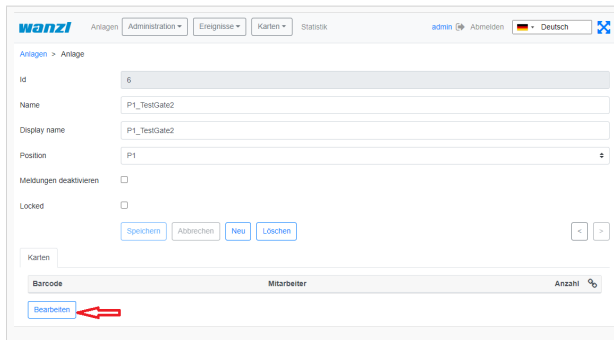 wanzl Anlagen Administration Ereignisse Karten Statistik admin Abmelden Deutsch
Anlagen > Anlage
Id 6
Name P1_TestGate2
Display name P1_TestGate2
Position P1
Meldungen deaktivieren
Locked
Speichern Abbrechen Neu Löschen < >
Karten
Barcode Mitarbeiter Anzahl
Bearbeiten